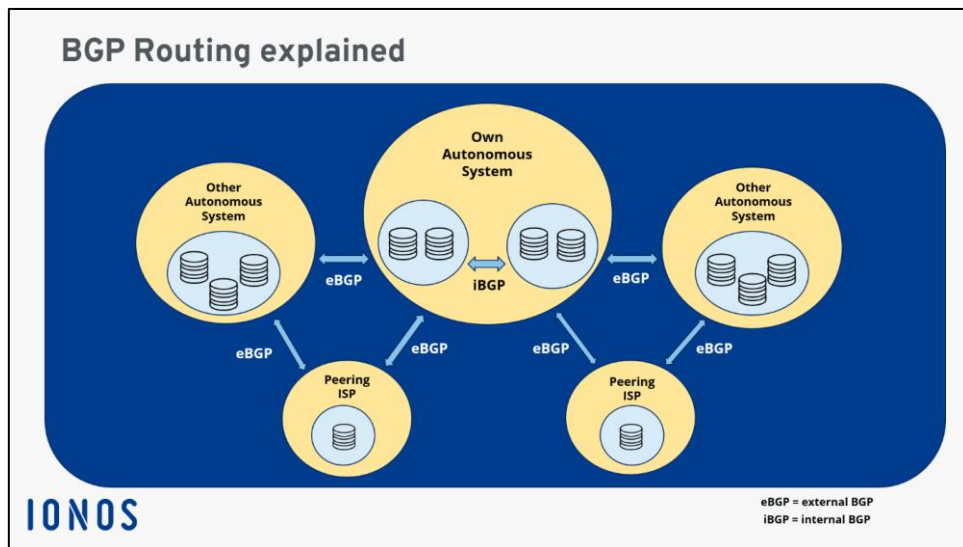 BGP Routing explained
Own
Autonomous
System
Other
Autonomous
System
Other
Autonomous
System
eBGP
iBGP
eBGP
eBGP
eBGP
eBGP
eBGP
Peering
ISP
Peering
ISP
IONOS
eBGP = external BGP
iBGP = internal BGP